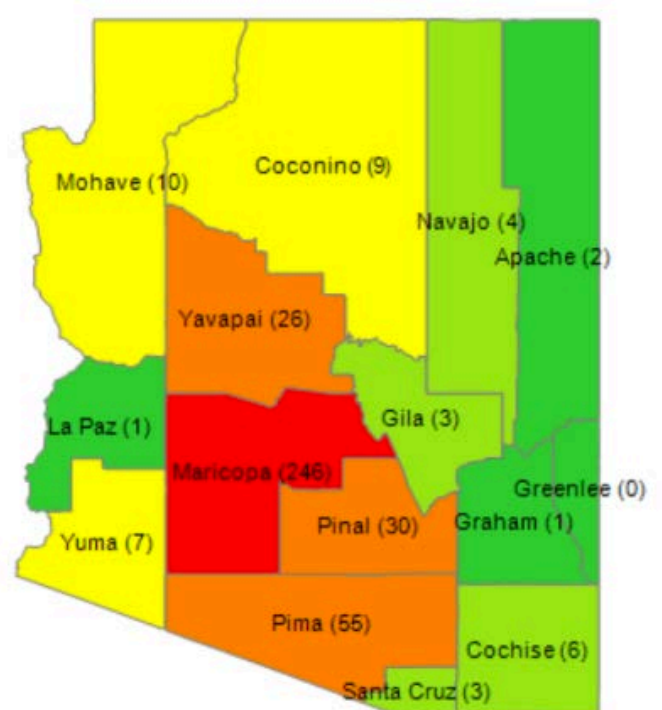 Coconino (9)
Mohave (10)
Navajo (4)
Apache (2)
Yavapai (26)
Gila (3)
La Paz (1)
Maricopa (246)
Greenlee (0)
Pinal (30)
Graham (1)
Yuma (7)
Pima (55)
Cochise (6)
Santa Cruz (3)